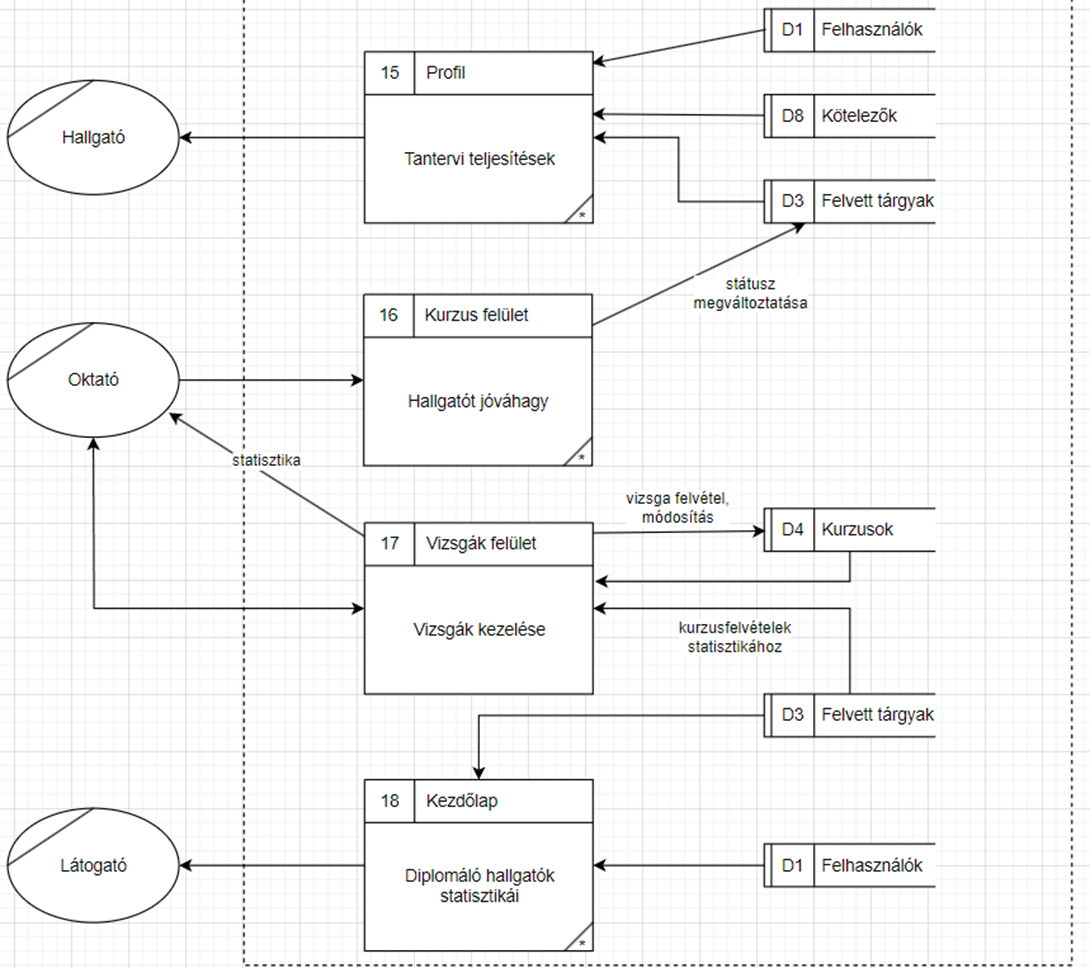 D1 Felhasználók
15 Profil
D8 Kötelezők
Hallgató
Tantervi teljesítések
*
D3 Felvett tárgyak
státusz
megváltoztatása
16 Kurzus felület
Oktató
Hallgatót jóváhagy
*
statisztika
vizsga felvétel,
módosítás
D4 Kurzusok
17 Vizsgák felület
Vizsgák kezelése
kurzusfelvételek
statisztikához
D3 Felvett tárgyak
18 Kezdőlap
Látogató
Diplomáló hallgatók
statisztikái
*
D1 Felhasználók